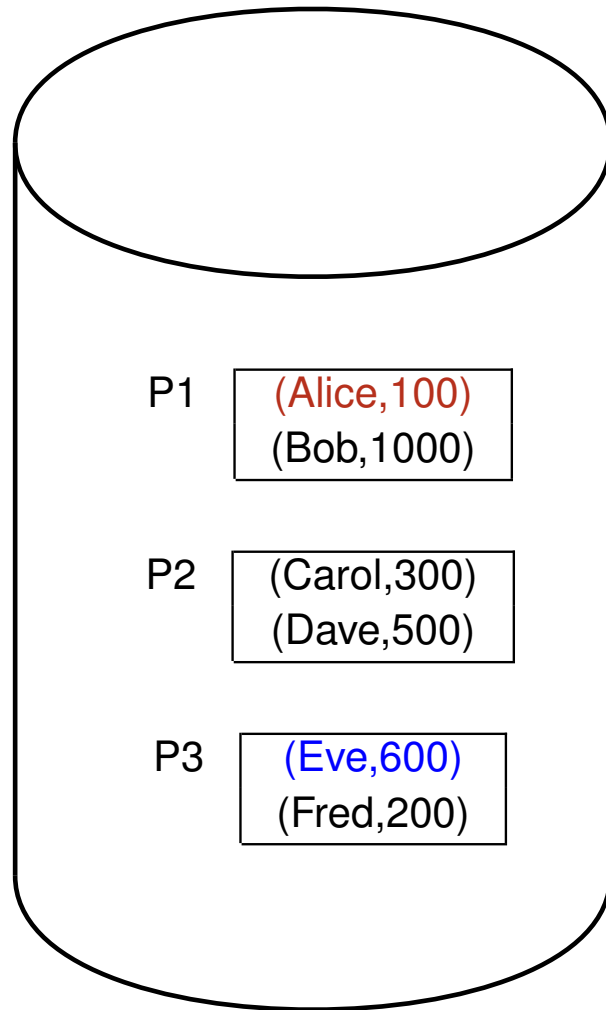 P1 (Alice,100)
(Bob,1000)
P2 (Carol,300)
(Dave,500)
P3 (Eve,600)
(Fred,200)